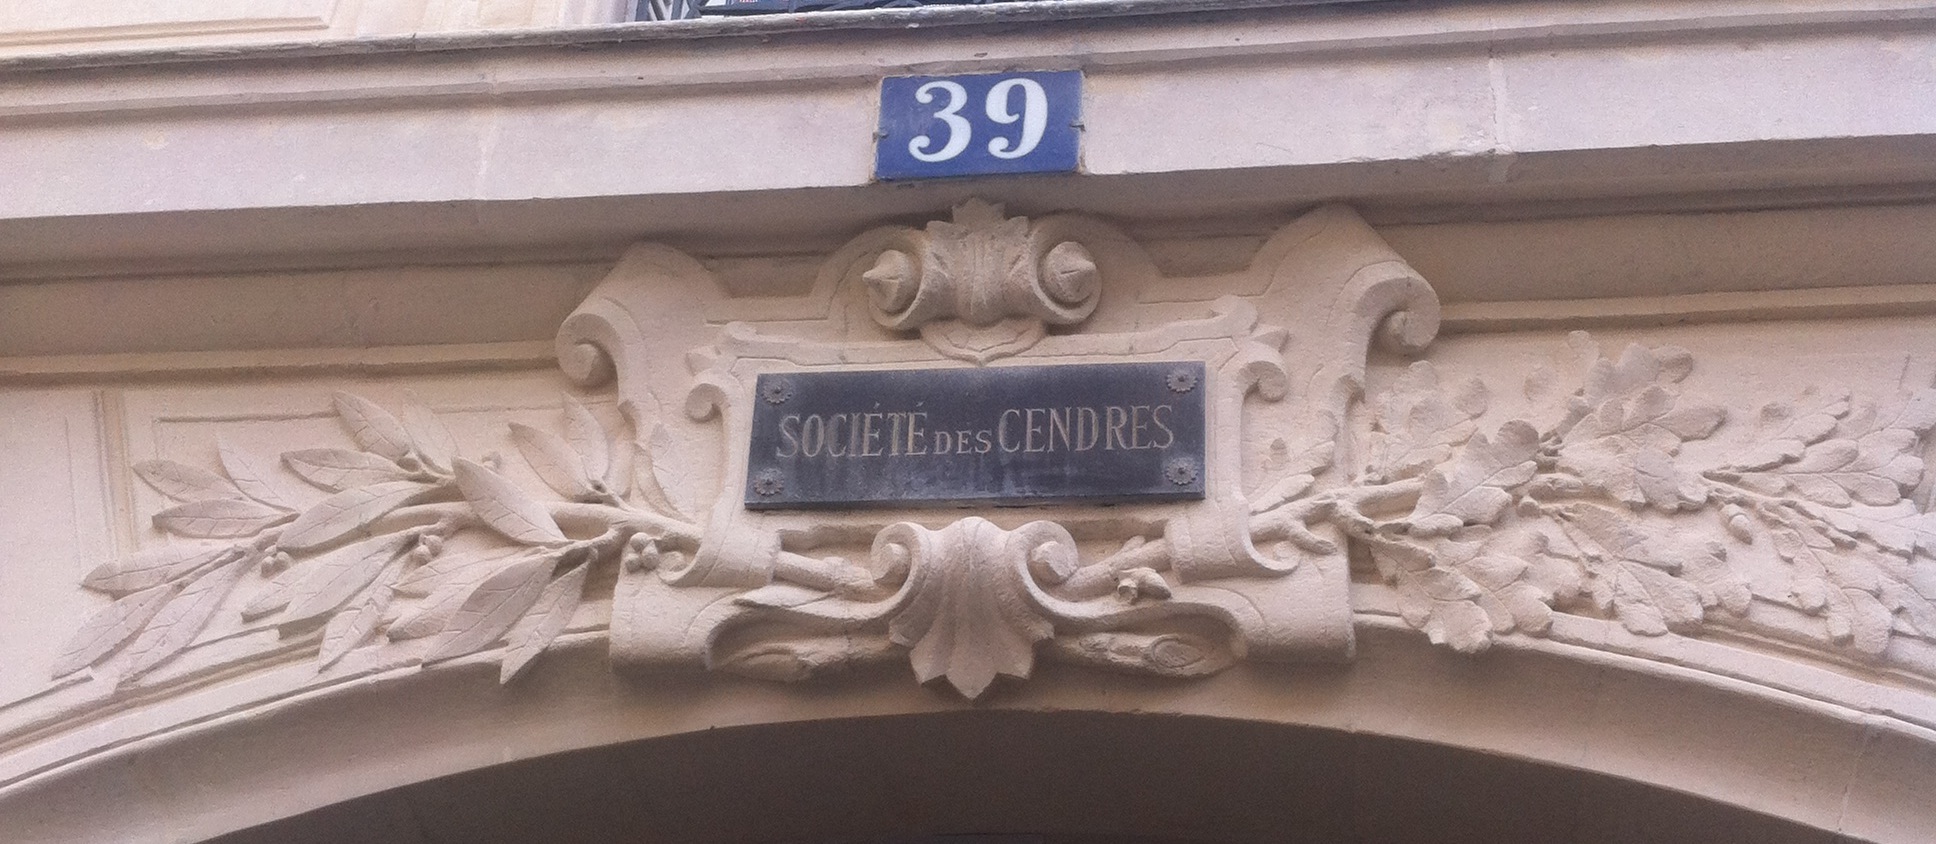 39
SOCIÉTÉ DES CENDRES